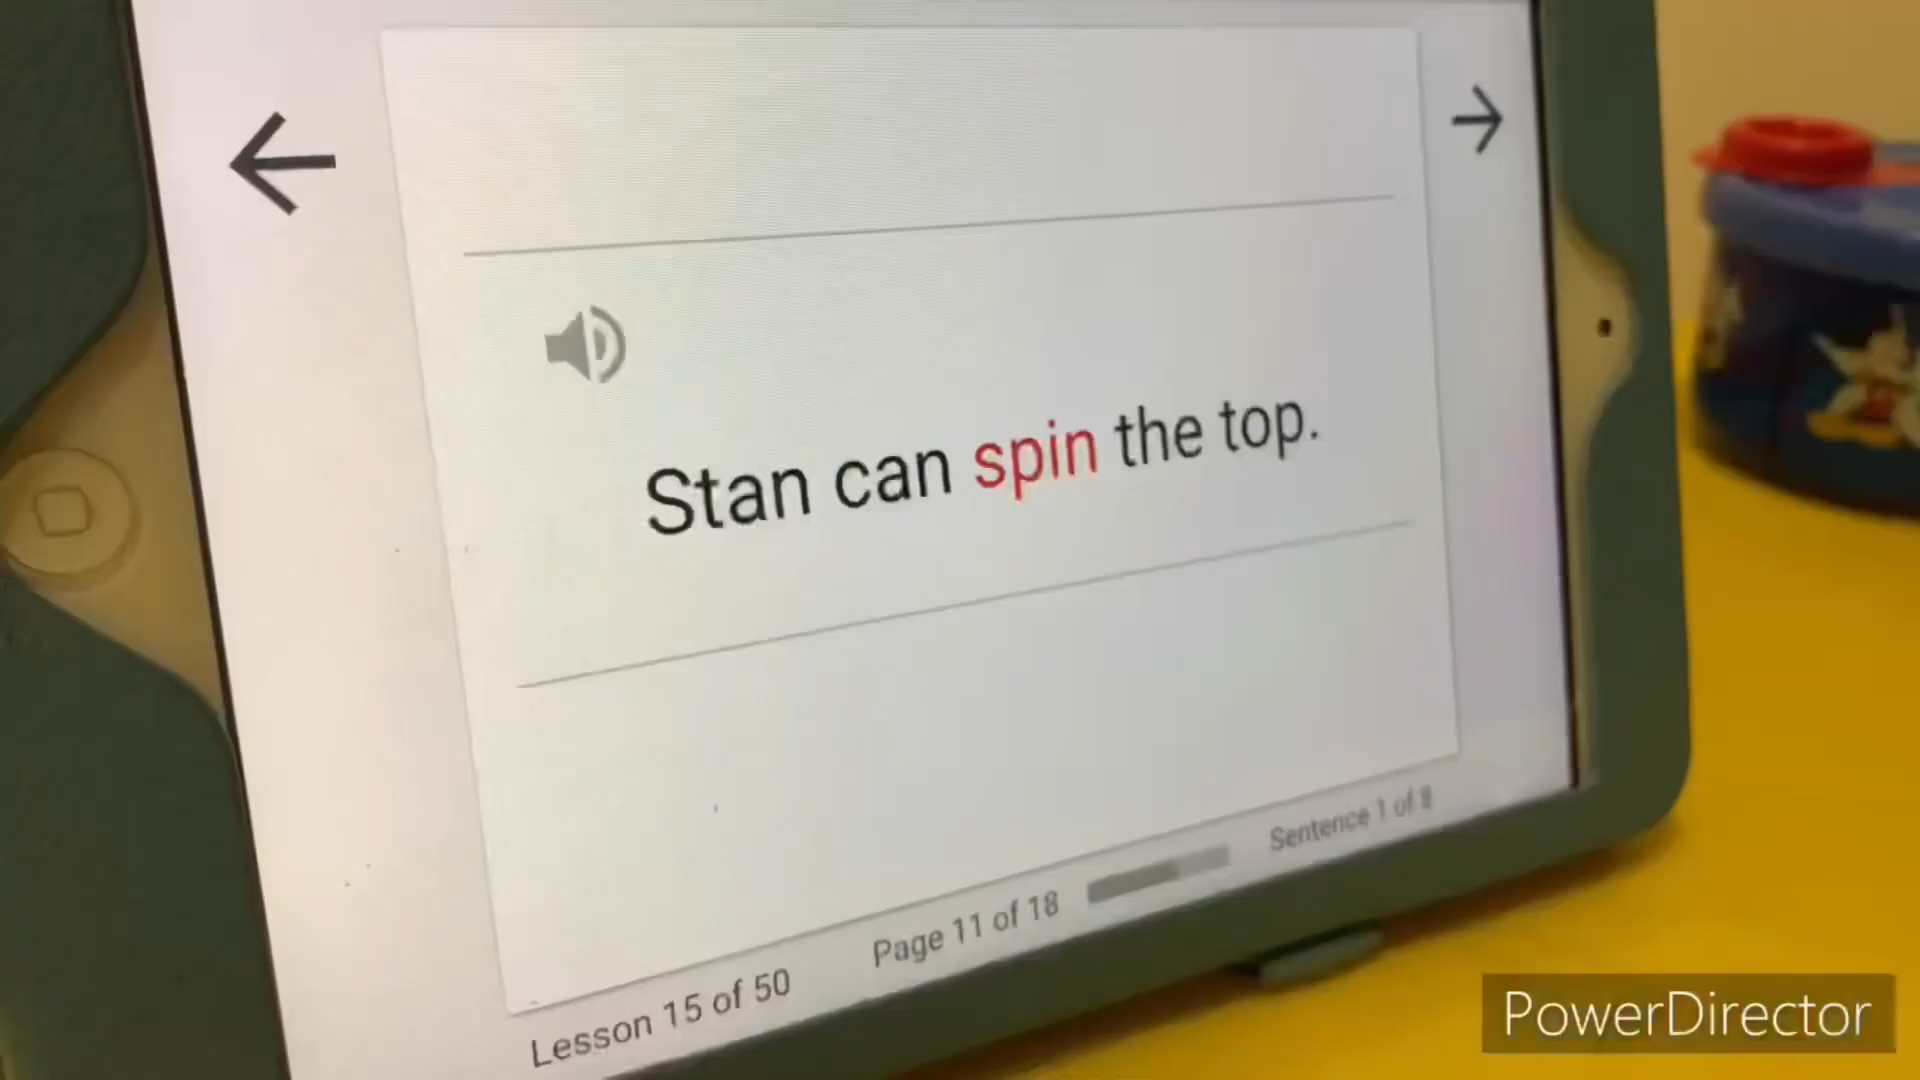 Stan can spin the top.
Sentence 1 of 8
Page 11 of 18
Lesson 15 of 50
PowerDirector